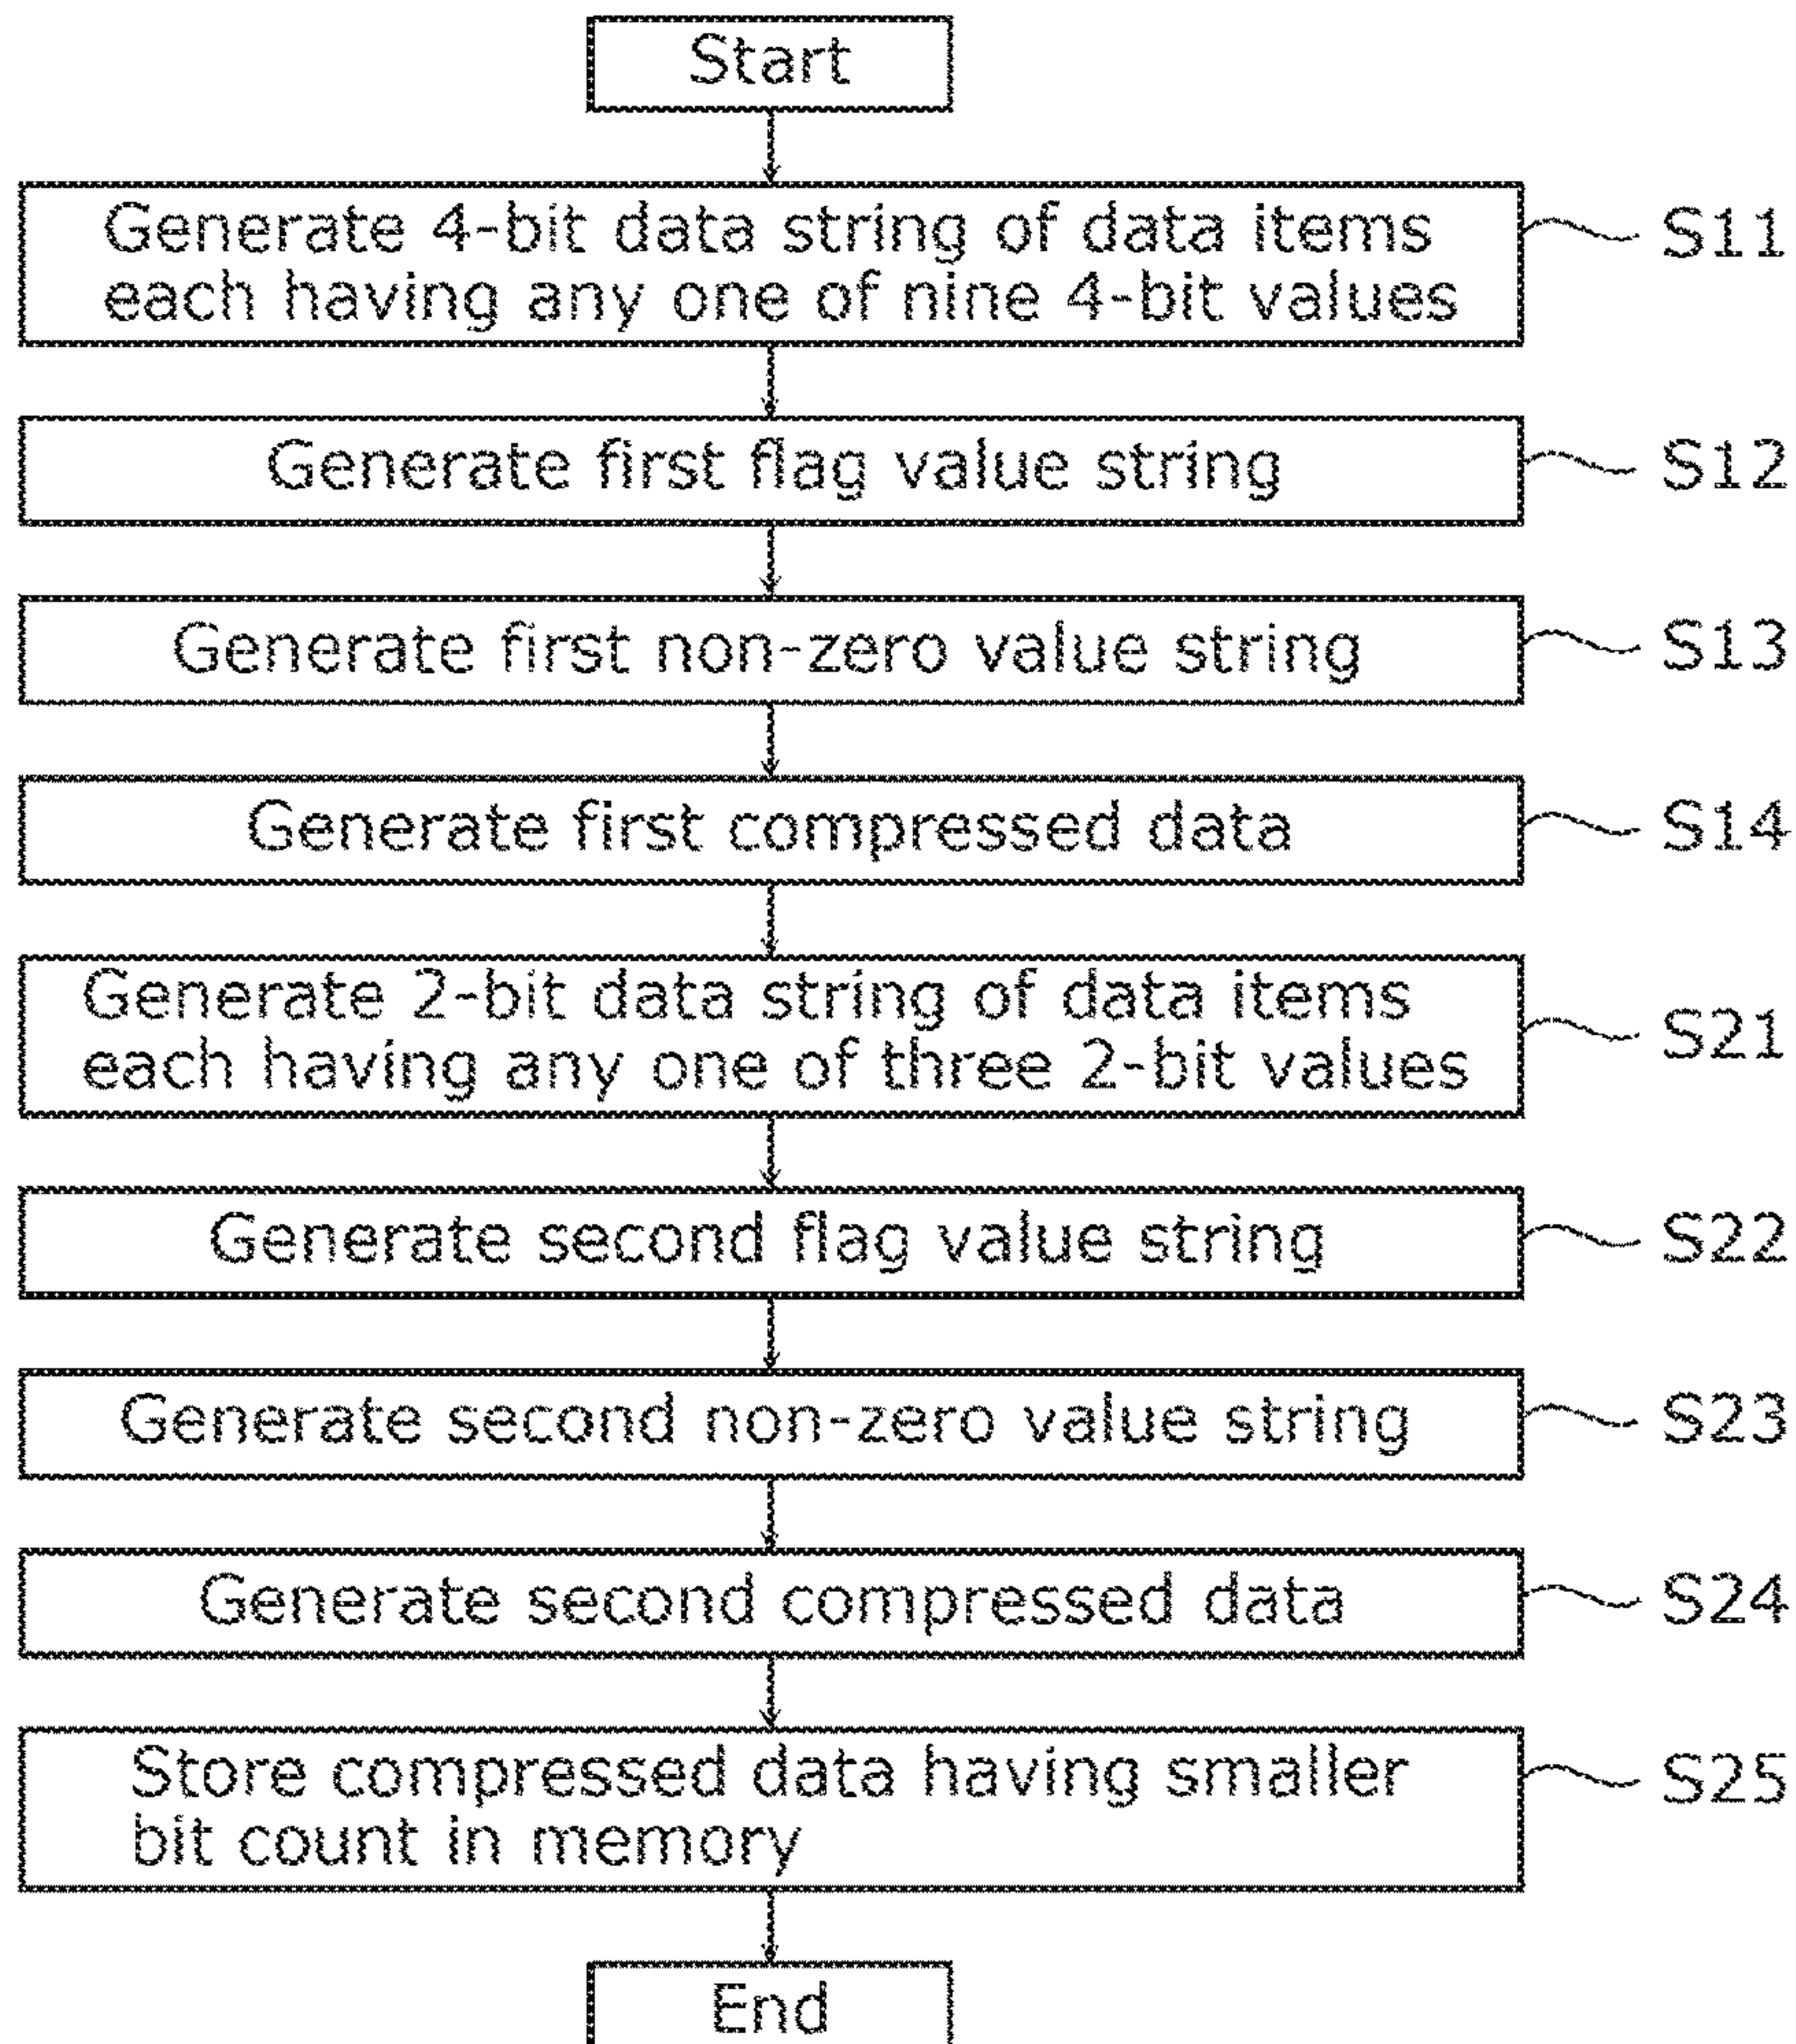 Start
Generate 4-bit data string of data items
each having any one of nine 4-bit values
S11
Generate first flag value string
S12
Generate first non-zero value string
S13
Generate first compressed data
S14
Generate 2-bit data string of data items
each having any one of three 2-bit values
S21
Generate second flag value string
S22
Generate second non-zero value string
S23
Generate second compressed data
S24
Store compressed data having smaller
bit count in memory
S25
End